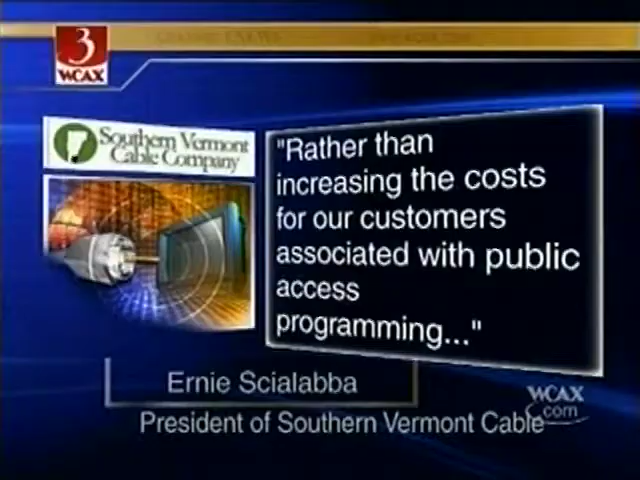 3
WCAX
Southern Vermont
Cable Company
"Rather than
increasing the costs
for our customers
associated with public
access
programming..."
Ernie Scialabba
President of Southern Vermont Cable
WCAX
.com